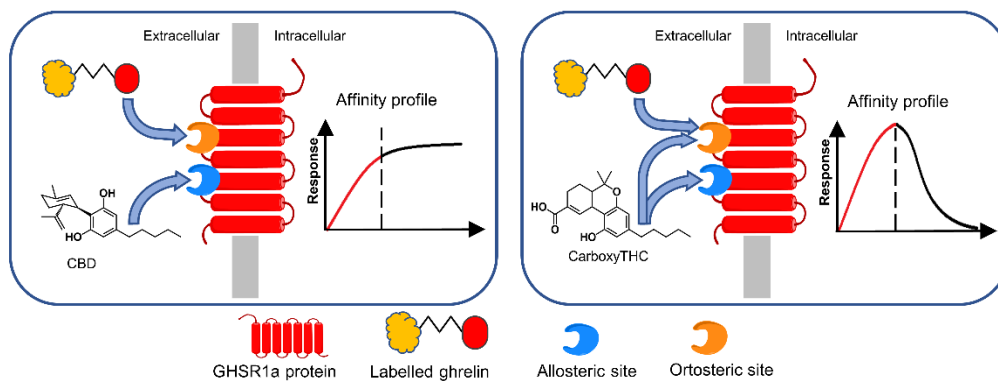 Extracellular Intracellular
Affinity profile
Response
OH
HO
CBD
Extracellular Intracellular
Affinity profile
Response
O
HO
O
OH
CarboxyTHC
GHSR1a protein
Labelled ghrelin
Allosteric site
Ortosteric site